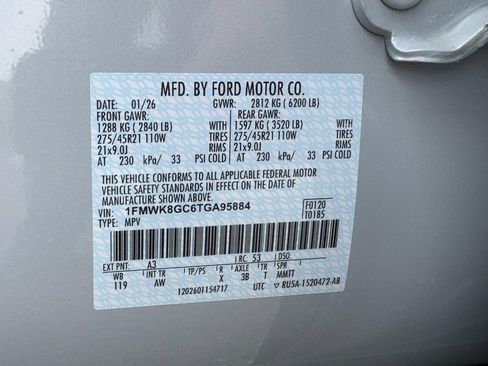 MFD. BY FORD MOTOR CO.
DATE: 01/26 GVWR: 2812 KG (6200 LB)
FRONT GAWR: REAR GAWR:
1288 KG (2840 LB) WITH 1597 KG (3520 LB) WITH
275/45R21 110W TIRES 275/45R21 110W TIRES
21x9.0J RIMS 21x9.0J RIMS
AT 230 kPa/ 33 PSI COLD AT 230 kPa/ 33 PSI COLD
THIS VEHICLE CONFORMS TO ALL APPLICABLE FEDERAL MOTOR
VEHICLE SAFETY STANDARDS IN EFFECT ON THE DATE OF
MANUFACTURE SHOWN ABOVE.
VIN: 1FMWK8GC6TGA95884 F0120
TYPE: MPV T0185
EXT PNT: A3 RC: 53 DSO:
WB INT TR TP/PS R AXLE TR SPR
119 AW X 3B T MMTT
1202601154717 UTC RU5A-1520472-AB